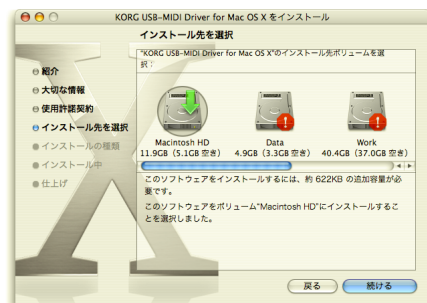 KORG USB-MIDI Driver for Mac OS X をインストール
インストール先を選択
"KORG USB-MIDI Driver for Mac OS X"のインストール先ボリュームを選
択：
紹介
大切な情報
使用許諾契約
インストール先を選択
インストールの種類
インストール中
仕上げ
Macintosh HD
11.9GB（5.1GB 空き）
Data
4.9GB（3.3GB 空き）
Work
40.4GB（37.0GB 空き）
このソフトウェアをインストールするには、約 622KB の追加容量が必
要です。
このソフトウェアをボリューム"Macintosh HD"にインストールするこ
とを選択しました。
戻る
続ける